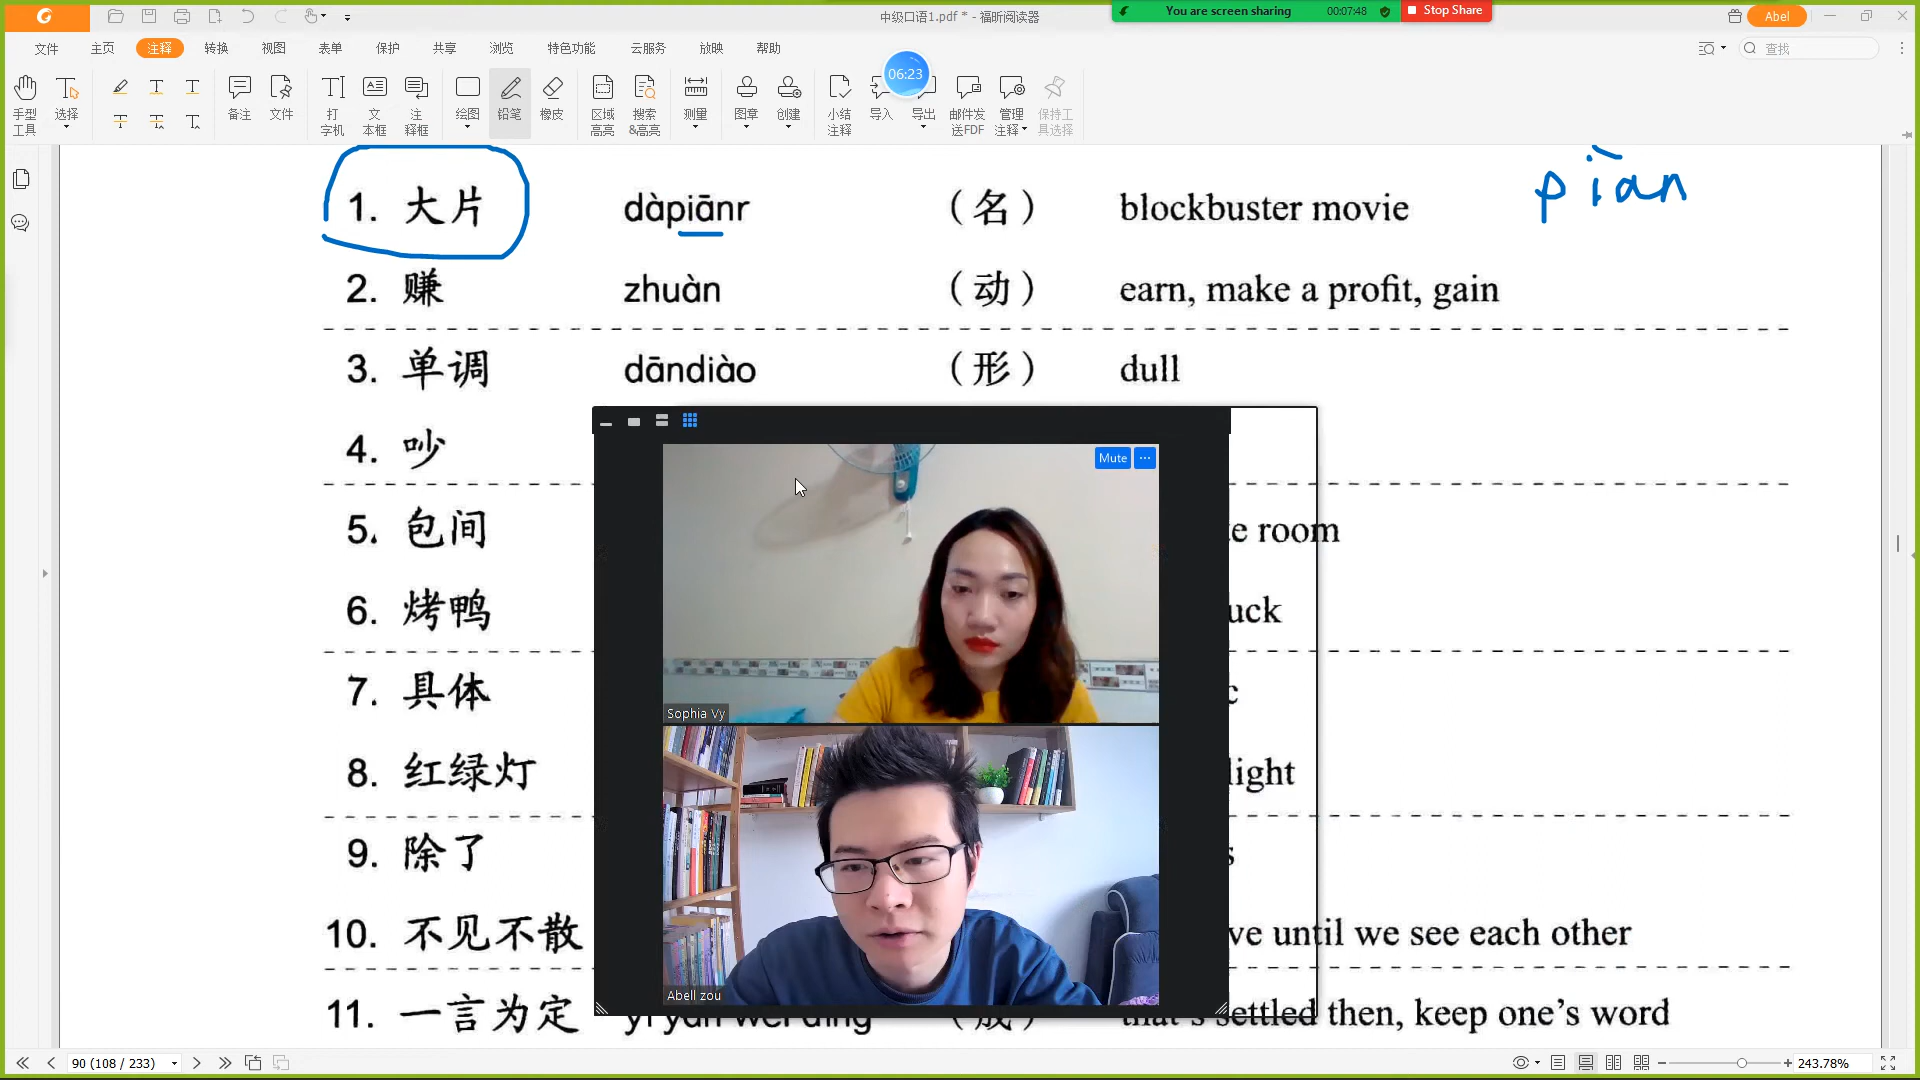 中级口语1.pdf * - 福昕阅读器
You are screen sharing
00:07:48
Stop Share
Abel
文件
主页
注释
转换
视图
表单
保护
共享
浏览
特色功能
云服务
放映
帮助
查找
06:23
手型
工具
选择
备注
文件
打
字机
文
本框
注
释框
绘图
铅笔
橡皮
区域
高亮
搜索
&高亮
测量
图章
创建
小结
注释
导入
导出
邮件发
送PDF
管理
注释
保持工
具选择
pian
1. 大片 dàpiānr (名) blockbuster movie
2. 赚 zhuàn (动) earn, make a profit, gain
3. 单调 dāndiào (形) dull
4. 吵
5. 包间 room
6. 烤鸭 uck
7. 具体 c
8. 红绿灯 light
9. 除了 s
10. 不见不散 ve until we see each other
11. 一言为定 yì yán wéi dìng (成) that's settled then, keep one's word
Mute
Sophia Vy
Abell zou
90 (108 / 233)
243.78%